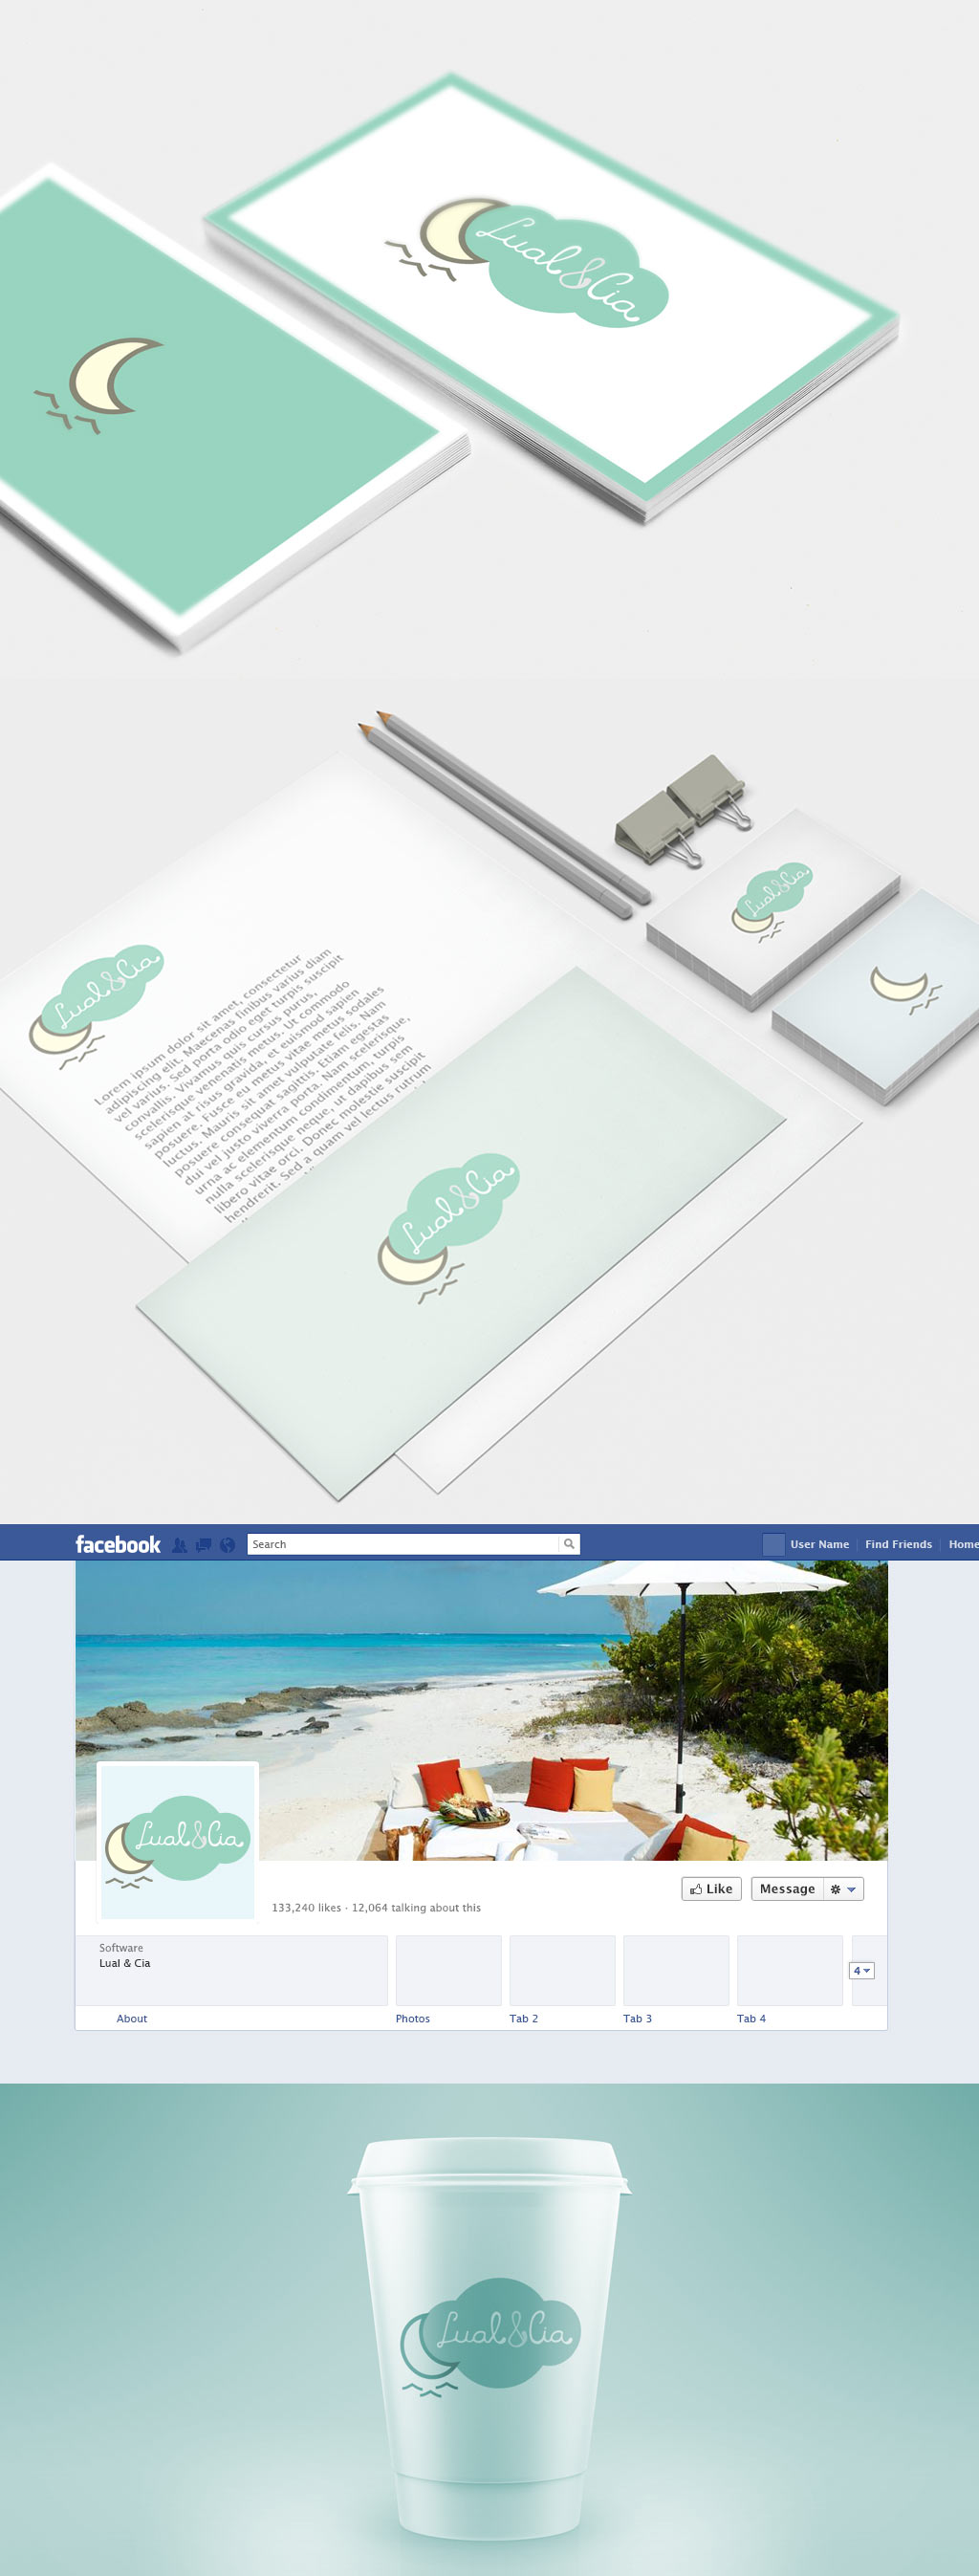 Lual & Cia
Lual & Cia
Lual & Cia
Lorem ipsum dolor sit amet, consectetur
adipiscing elit. Maecenas finibus varius diam
vel varius. Sed porta odio eget turpis suscipit
convallis. Vivamus quis cursus purus,
scelerisque venenatis metus. Ut commodo
sapien at risus gravida, et euismod sapien
posuere. Fusce eu metus vitae metus sodales
luctus. Mauris sit amet vulputate felis. Nam
posuere consequat sagittis. Etiam egestas
dui vel justo viverra porta. Nam scelerisque,
urna ac elementum condimentum, turpis
nulla scelerisque neque, ut dapibus sem
libero vitae orci. Donec molestie suscipit
hendrerit. Sed a quam vel lectus rutrum
Lual & Cia
facebook Search User Name Find Friends Home
Lual & Cia
Like Message
133,240 likes · 12,064 talking about this
Software
Lual & Cia
4
About Photos Tab 2 Tab 3 Tab 4
Lual & Cia